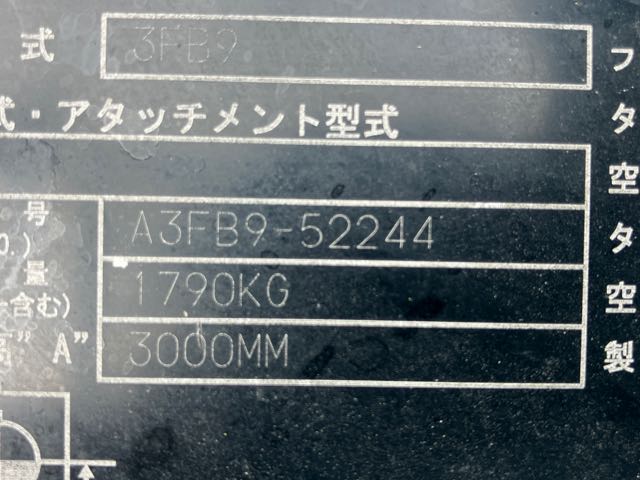 式 3FB9 フ
式・アタッチメント型式 タ
空
号 A3FB9-52244 タ
量 1790KG 空
含む)
高" A" 3000MM 製